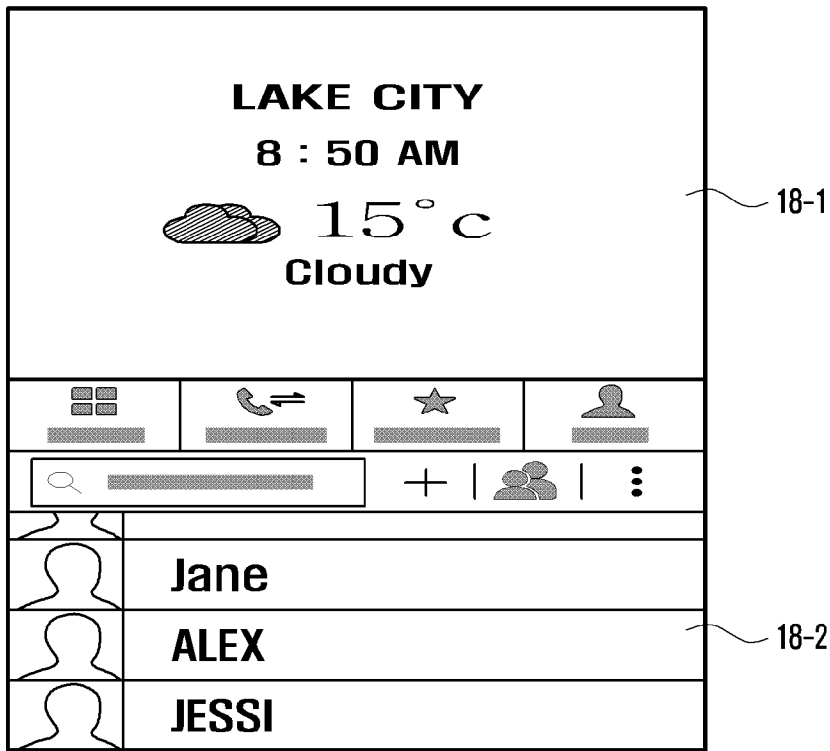 LAKE CITY
8 : 50 AM
15°c
Cloudy
18-1
Jane
ALEX
18-2
JESSI